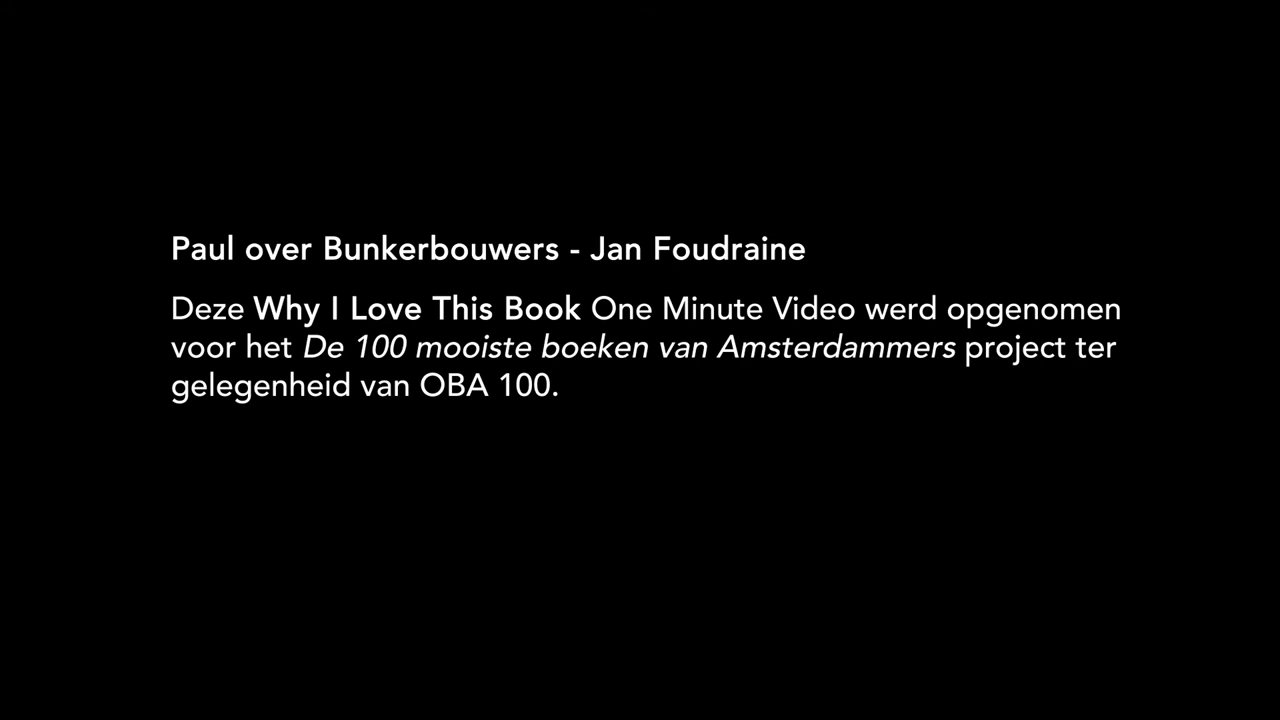 Paul over Bunkerbouwers - Jan Foudraine
Deze Why I Love This Book One Minute Video werd opgenomen
voor het De 100 mooiste boeken van Amsterdammers project ter
gelegenheid van OBA 100.